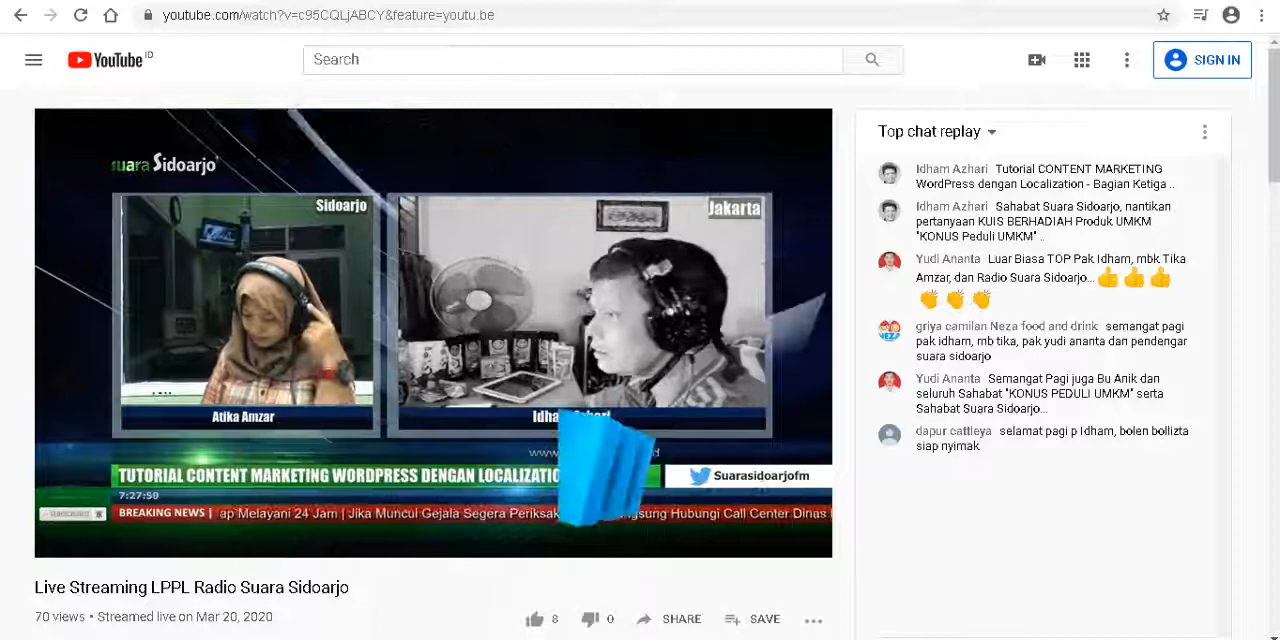 youtube.com/watch?v=c95CQLjABCY&feature=youtu.be
YouTube ID
Search
SIGN IN
suara Sidoarjo
Sidoarjo
Jakarta
Atika Amzar
TUTORIAL CONTENT MARKETING WORDPRESS DENGAN
Suarasidoarjofm
7:27:59
BREAKING NEWS | ap Melayani 24 Jam | Jika Muncul Gejala Segera Hubungi Call Center Dinas
Live Streaming LPPL Radio Suara Sidoarjo
70 views • Streamed live on Mar 20, 2020
8
0
SHARE
SAVE
Top chat replay
Idham Azhari Tutorial CONTENT MARKETING
WordPress dengan Localization - Bagian Ketiga ..
Idham Azhari Sahabat Suara Sidoarjo, nantikan
pertanyaan KUIS BERHADIAH Produk UMKM
"KONUS Peduli UMKM" ..
Yudi Ananta Luar Biasa TOP Pak Idham, mbk Tika
Amzar, dan Radio Suara Sidoarjo...
griya camilan Neza food and drink semangat pagi
pak idham, mb tika, pak yudi ananta dan pendengar
suara sidoarjo
Yudi Ananta Semangat Pagi juga Bu Anik dan
seluruh Sahabat "KONUS PEDULI UMKM" serta
Sahabat Suara Sidoarjo...
dapur cattleya selamat pagi p Idham, bolen bollizta
siap nyimak